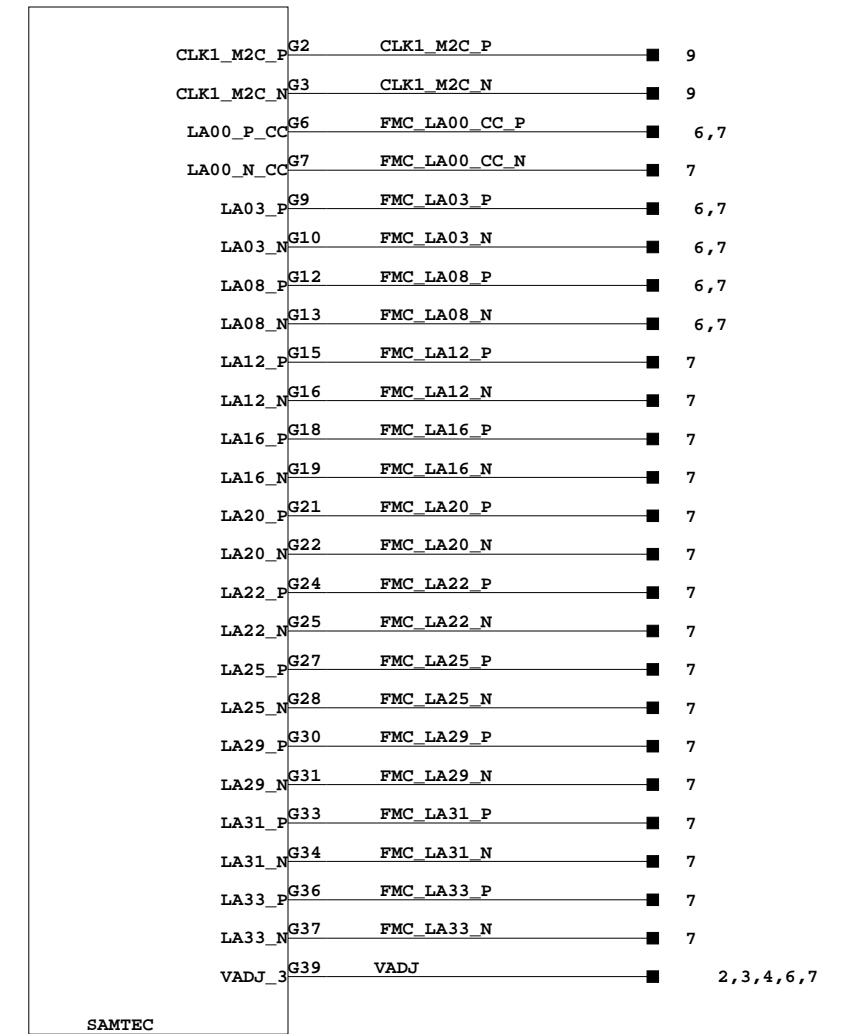 CLK1_M2C_P G2 CLK1_M2C_P 9
CLK1_M2C_N G3 CLK1_M2C_N 9
LA00_P_CC G6 FMC_LA00_CC_P 6,7
LA00_N_CC G7 FMC_LA00_CC_N 7
LA03_P G9 FMC_LA03_P 6,7
LA03_N G10 FMC_LA03_N 6,7
LA08_P G12 FMC_LA08_P 6,7
LA08_N G13 FMC_LA08_N 6,7
LA12_P G15 FMC_LA12_P 7
LA12_N G16 FMC_LA12_N 7
LA16_P G18 FMC_LA16_P 7
LA16_N G19 FMC_LA16_N 7
LA20_P G21 FMC_LA20_P 7
LA20_N G22 FMC_LA20_N 7
LA22_P G24 FMC_LA22_P 7
LA22_N G25 FMC_LA22_N 7
LA25_P G27 FMC_LA25_P 7
LA25_N G28 FMC_LA25_N 7
LA29_P G30 FMC_LA29_P 7
LA29_N G31 FMC_LA29_N 7
LA31_P G33 FMC_LA31_P 7
LA31_N G34 FMC_LA31_N 7
LA33_P G36 FMC_LA33_P 7
LA33_N G37 FMC_LA33_N 7
VADJ_3 G39 VADJ 2,3,4,6,7
SAMTEC